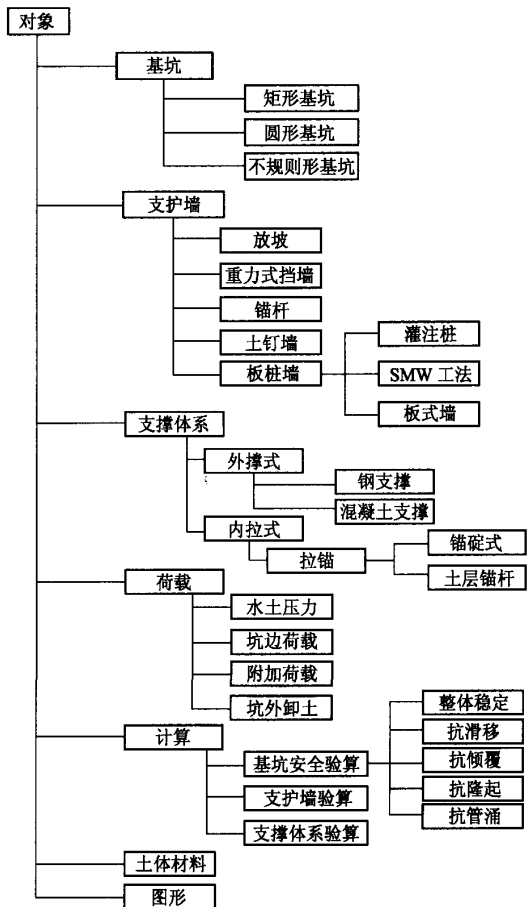 对象
基坑
矩形基坑
圆形基坑
不规则形基坑
支护墙
放坡
重力式挡墙
锚杆
土钉墙
板桩墙
灌注桩
SMW 工法
板式墙
支撑体系
外撑式
钢支撑
混凝土支撑
内拉式
拉锚
锚碇式
土层锚杆
荷载
水土压力
坑边荷载
附加荷载
坑外卸土
计算
基坑安全验算
整体稳定
抗滑移
抗倾覆
抗隆起
抗管涌
支护墙验算
支撑体系验算
土体材料
图形